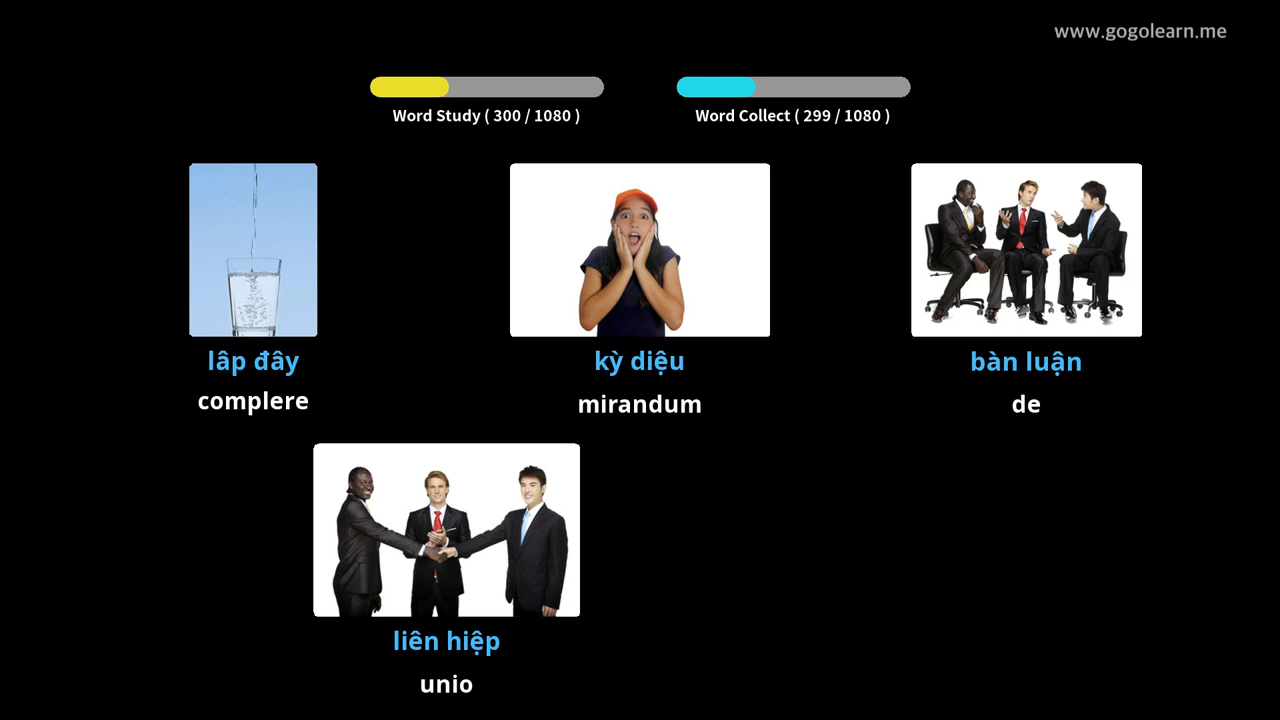 www.gogolearn.me
Word Study ( 300 / 1080 )
Word Collect ( 299 / 1080 )
lâp đây
complere
kỳ diệu
mirandum
bàn luận
de
liên hiệp
unio